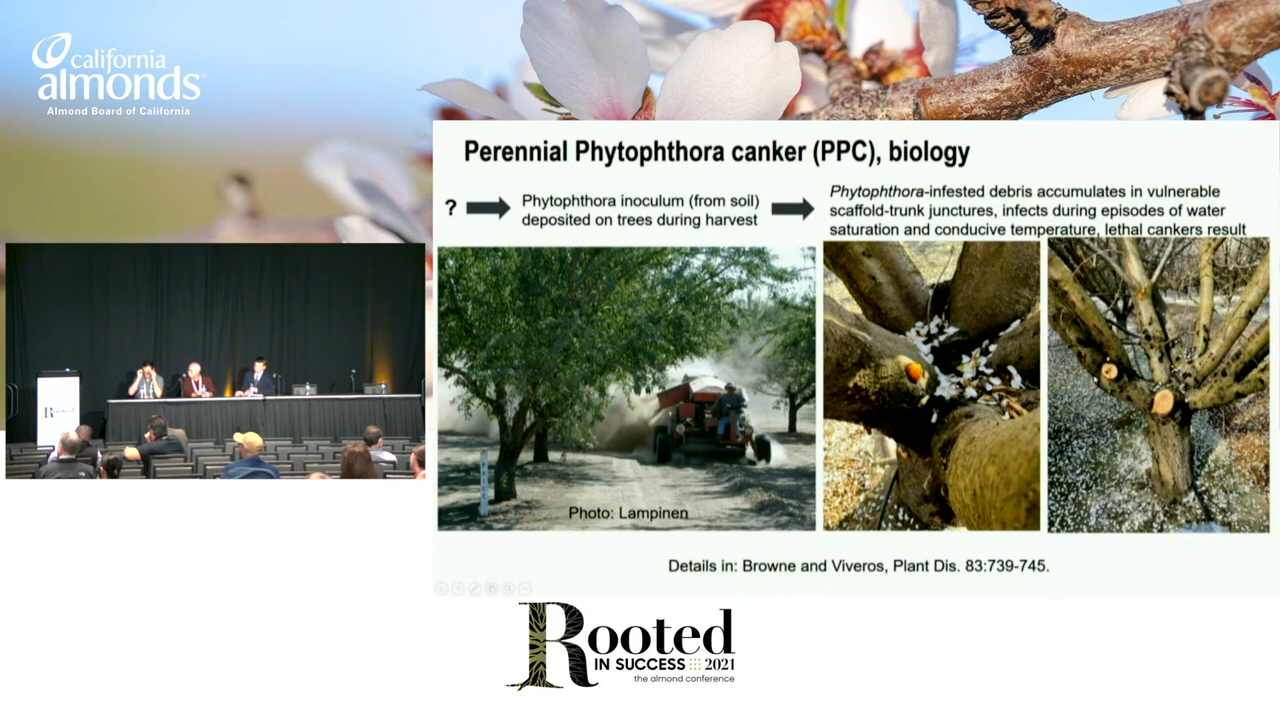 california
almonds
Almond Board of California
Perennial Phytophthora canker (PPC), biology
?
Phytophthora inoculum (from soil)
deposited on trees during harvest
Phytophthora-infested debris accumulates in vulnerable
scaffold-trunk junctures, infects during episodes of water
saturation and conducive temperature, lethal cankers result
Photo: Lampinen
Details in: Browne and Viveros, Plant Dis. 83:739-745.
Rooted
Rooted
IN SUCCESS 2021
the almond conference